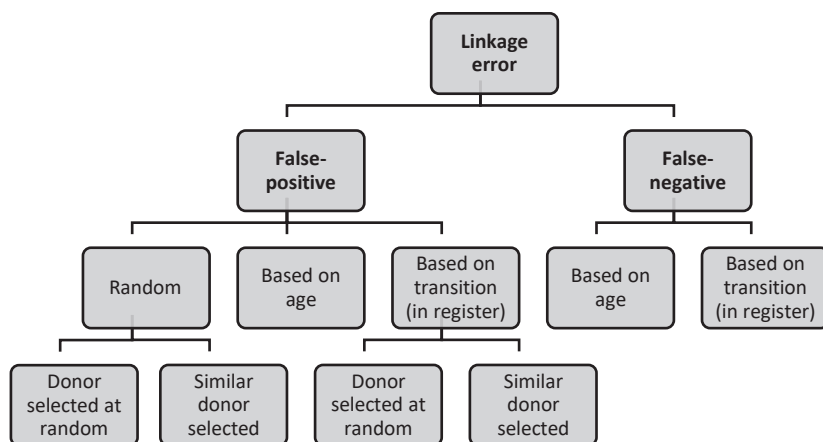 Linkage
error
False-
positive
False-
negative
Random
Based on
age
Based on
transition
(in register)
Based on
age
Based on
transition
(in register)
Donor
selected at
random
Similar
donor
selected
Donor
selected at
random
Similar
donor
selected